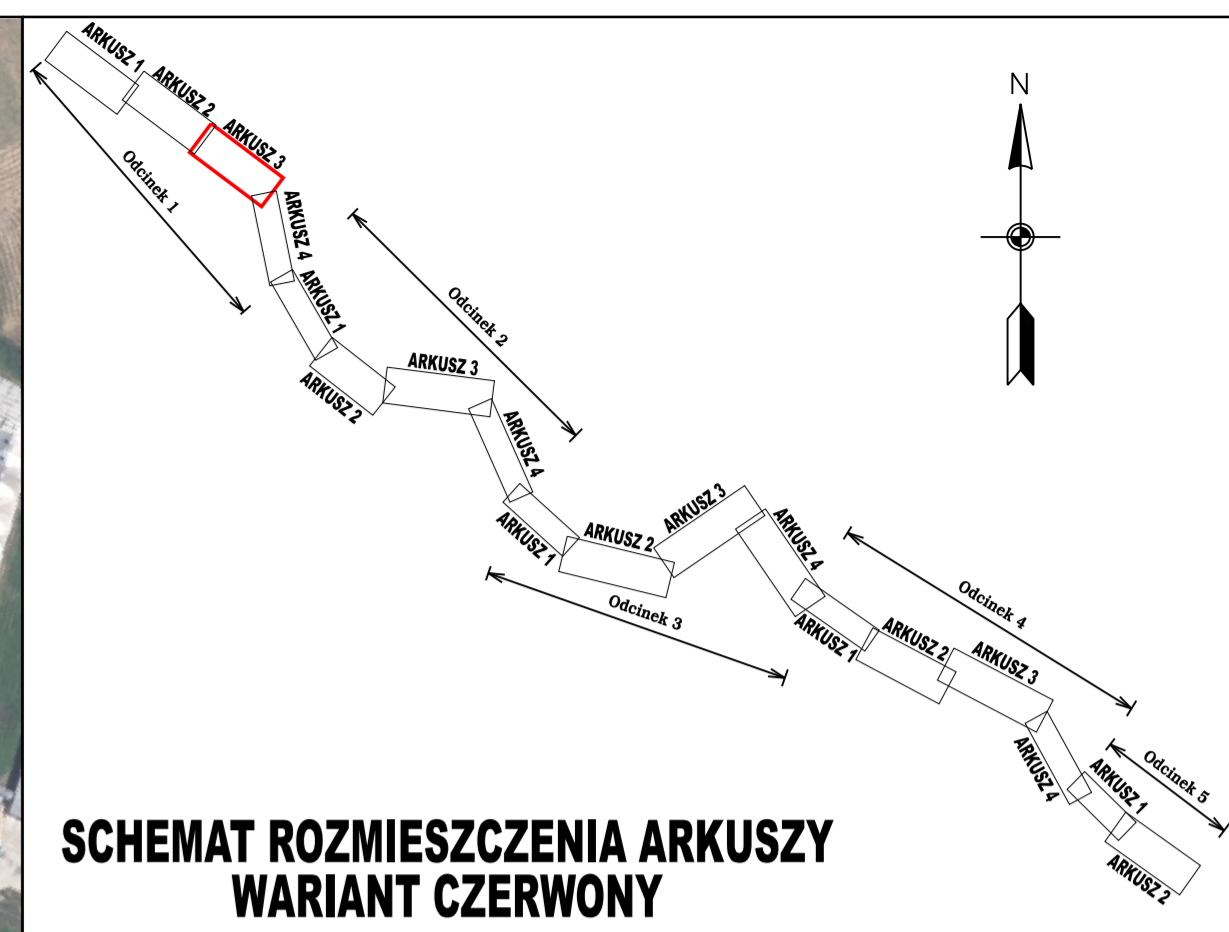 ARKUSZ 1
ARKUSZ 2
ARKUSZ 3
Odcinek 1
ARKUSZ 4
ARKUSZ 1
ARKUSZ 2
ARKUSZ 3
Odcinek 2
ARKUSZ 4
ARKUSZ 1
ARKUSZ 2
ARKUSZ 3
Odcinek 3
ARKUSZ 4
ARKUSZ 1
ARKUSZ 2
ARKUSZ 3
Odcinek 4
ARKUSZ 4
ARKUSZ 1
ARKUSZ 2
Odcinek 5
N
SCHEMAT ROZMIESZCZENIA ARKUSZY
WARIANT CZERWONY